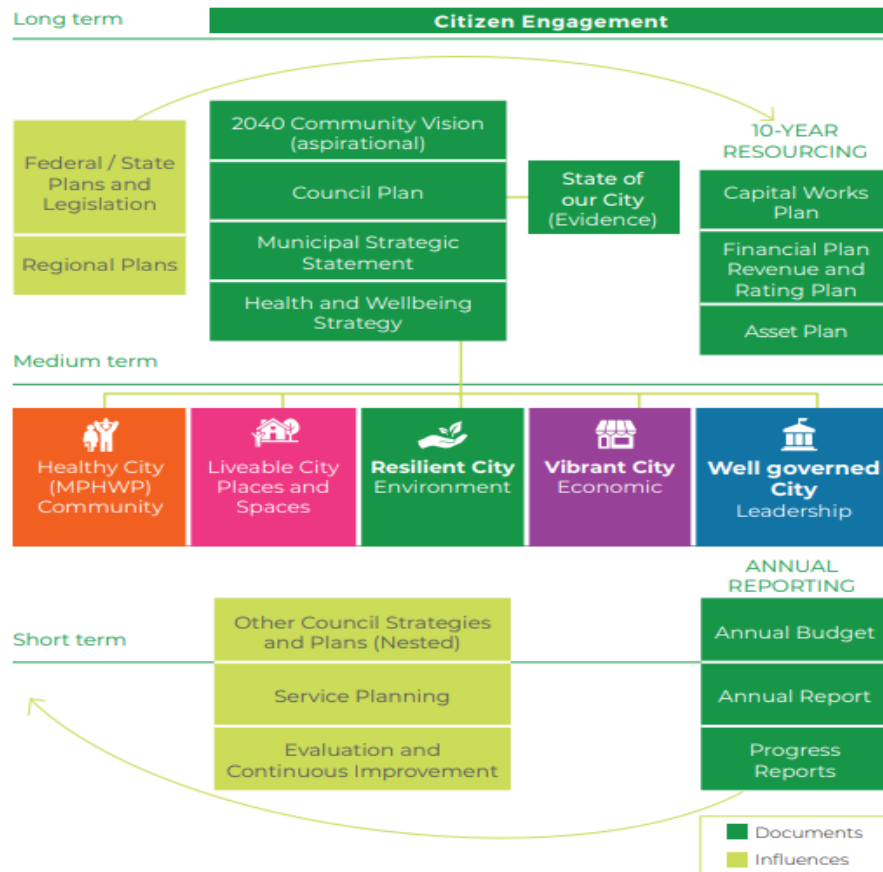 Long term
Citizen Engagement
Federal / State
Plans and
Legislation
Regional Plans
2040 Community Vision
(aspirational)
Council Plan
Municipal Strategic
Statement
Health and Wellbeing
Strategy
State of
our City
(Evidence)
10-YEAR
RESOURCING
Capital Works
Plan
Financial Plan
Revenue and
Rating Plan
Asset Plan
Medium term
Healthy City
(MPHWP)
Community
Liveable City
Places and
Spaces
Resilient City
Environment
Vibrant City
Economic
Well governed
City
Leadership
Short term
Other Council Strategies
and Plans (Nested)
Service Planning
Evaluation and
Continuous Improvement
ANNUAL
REPORTING
Annual Budget
Annual Report
Progress
Reports
Documents
Influences